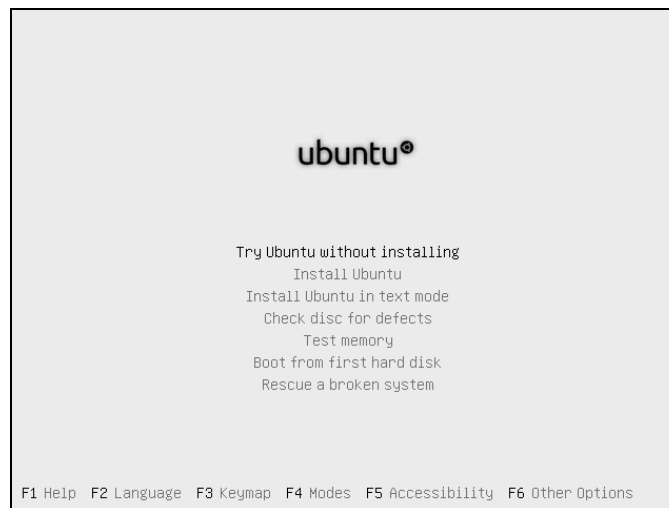 ubuntu
Try Ubuntu without installing
Install Ubuntu
Install Ubuntu in text mode
Check disc for defects
Test memory
Boot from first hard disk
Rescue a broken system
F1 Help F2 Language F3 Keymap F4 Modes F5 Accessibility F6 Other Options